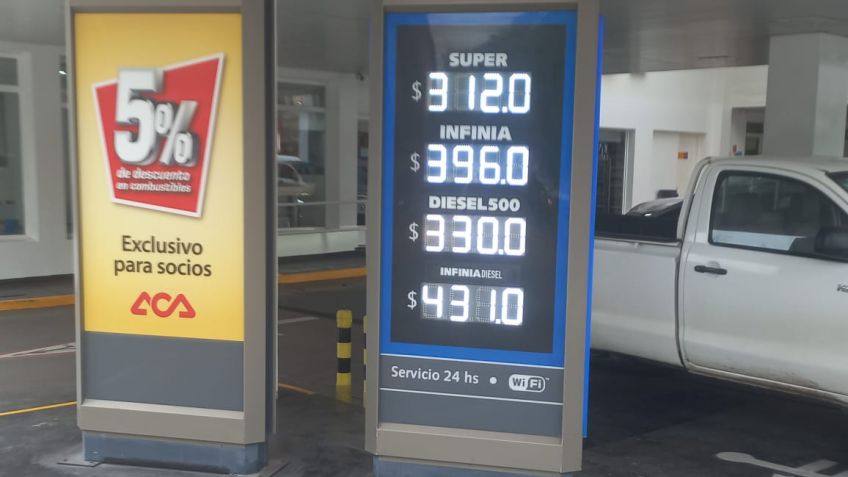 5%
de descuento
en combustibles
Exclusivo
para socios
ACA
SUPER
$ 312.0
INFINIA
$ 396.0
DIESEL500
$ 330.0
INFINIA DIESEL
$ 431.0
Servicio 24 hs • WiFi